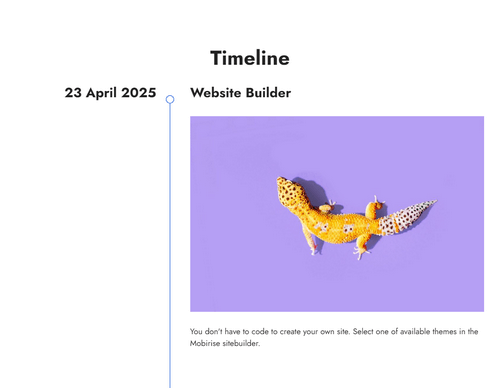 Timeline
23 April 2025
Website Builder
You don't have to code to create your own site. Select one of available themes in the
Mobirise sitebuilder.